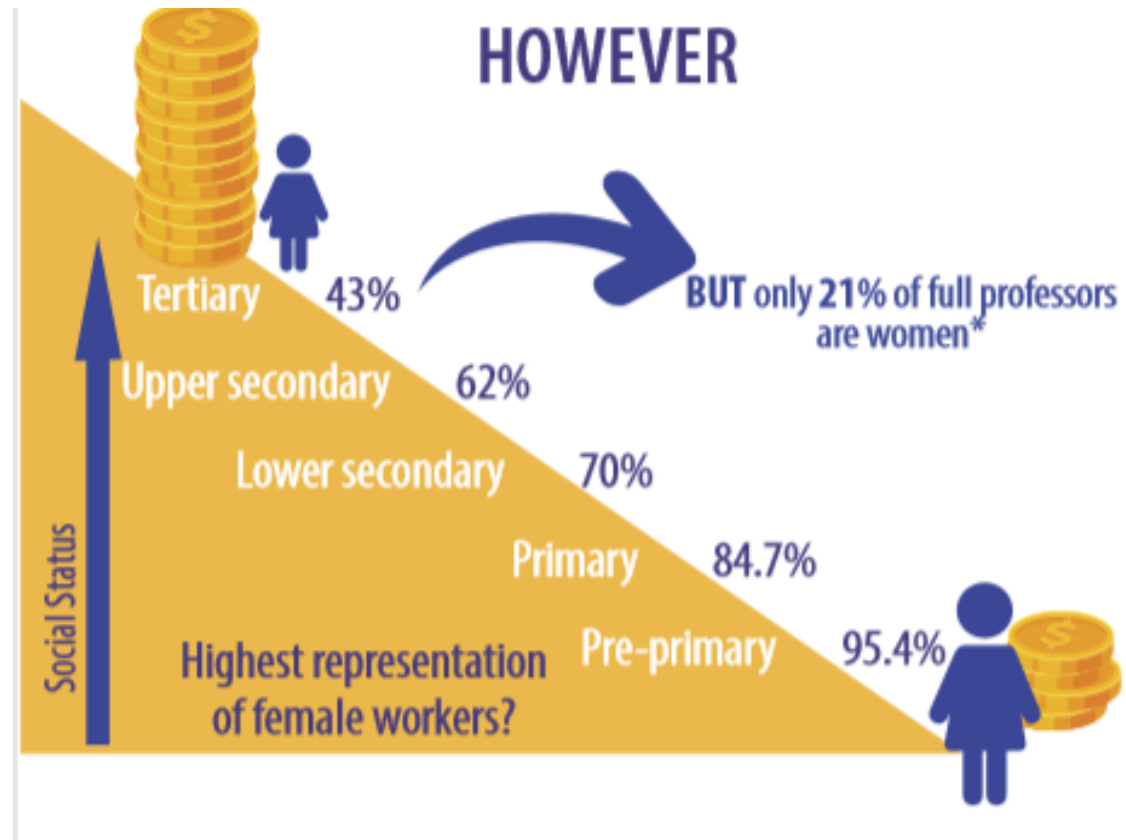 HOWEVER
$
Tertiary 43%
BUT only 21% of full professors
are women*
Upper secondary 62%
Lower secondary 70%
Primary 84.7%
Pre-primary 95.4%
$
Social Status
Highest representation
of female workers?